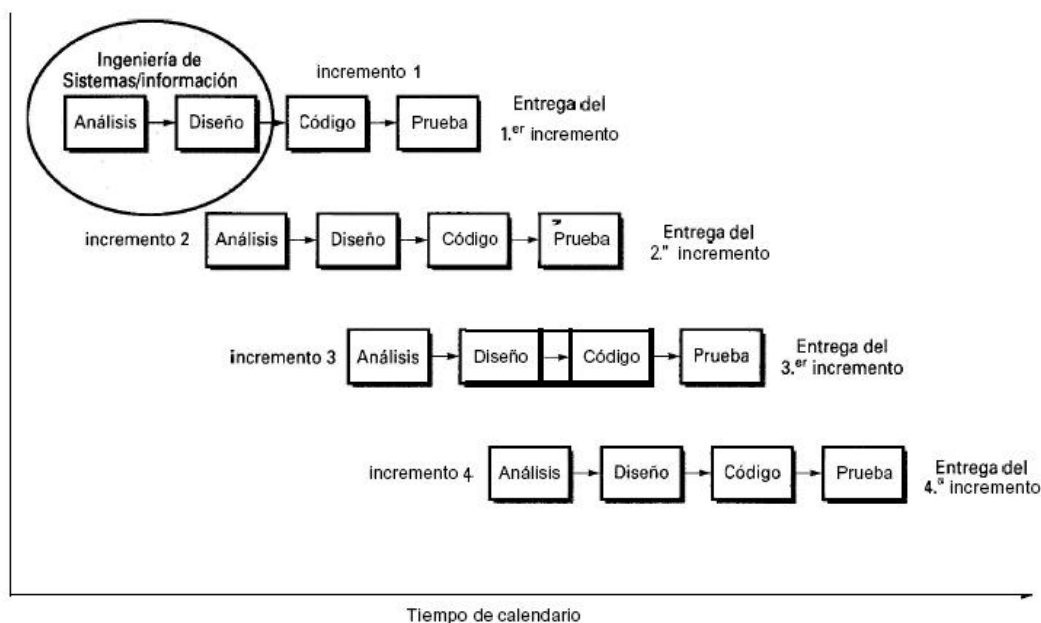 Ingeniería de
Sistemas/información
incremento 1
Análisis
Diseño
Código
Prueba
Entrega del
1.er incremento
incremento 2
Análisis
Diseño
Código
Prueba
Entrega del
2.º incremento
incremento 3
Análisis
Diseño
Código
Prueba
Entrega del
3.er incremento
incremento 4
Análisis
Diseño
Código
Prueba
Entrega del
4.º incremento
Tiempo de calendario